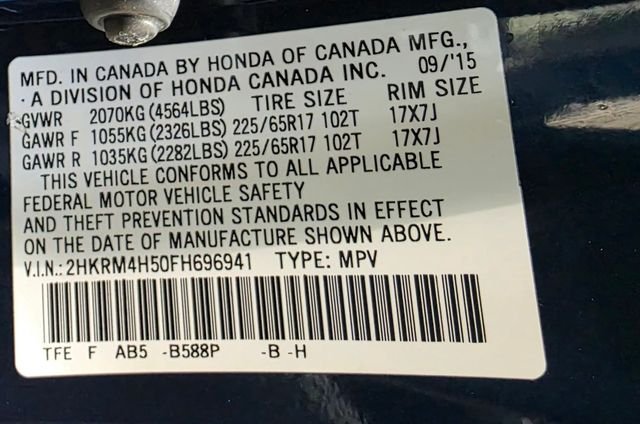 MFD. IN CANADA BY HONDA OF CANADA MFG.,
· A DIVISION OF HONDA CANADA INC. 09/'15
GVWR 2070KG (4564LBS) TIRE SIZE RIM SIZE
GAWR F 1055KG (2326LBS) 225/65R17 102T 17X7J
GAWR R 1035KG (2282LBS) 225/65R17 102T 17X7J
THIS VEHICLE CONFORMS TO ALL APPLICABLE
FEDERAL MOTOR VEHICLE SAFETY
AND THEFT PREVENTION STANDARDS IN EFFECT
ON THE DATE OF MANUFACTURE SHOWN ABOVE.
V.I.N.: 2HKRM4H50FH696941 TYPE: MPV
TFE F AB5 -B588P -B -H